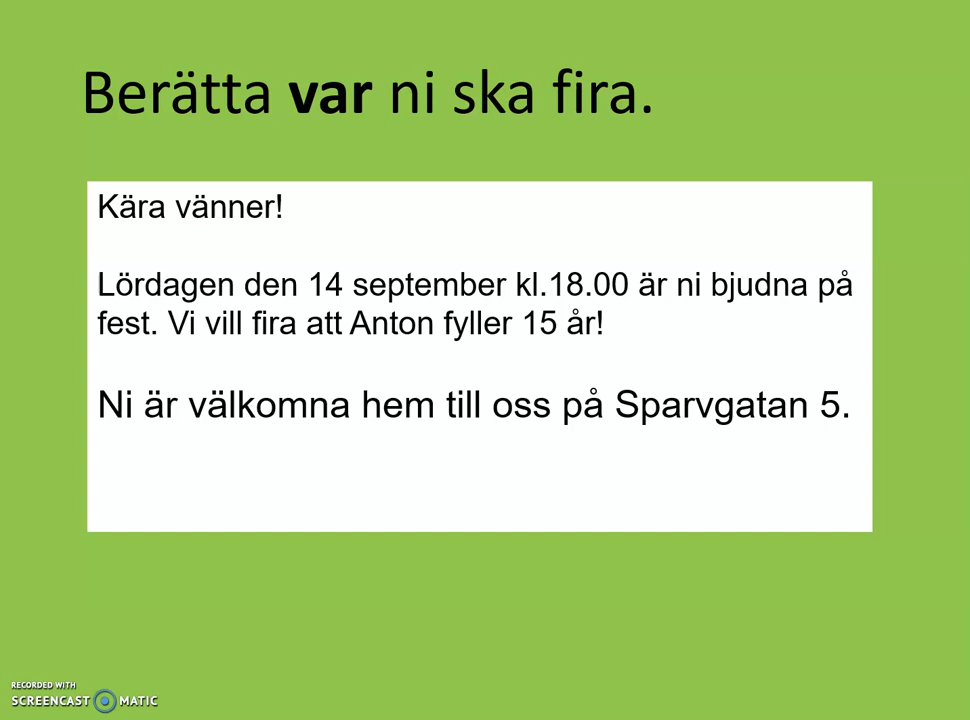 Berätta var ni ska fira.
Kära vänner!
Lördagen den 14 september kl.18.00 är ni bjudna på
fest. Vi vill fira att Anton fyller 15 år!
Ni är välkomna hem till oss på Sparvgatan 5.
RECORDED WITH
SCREENCAST MATIC